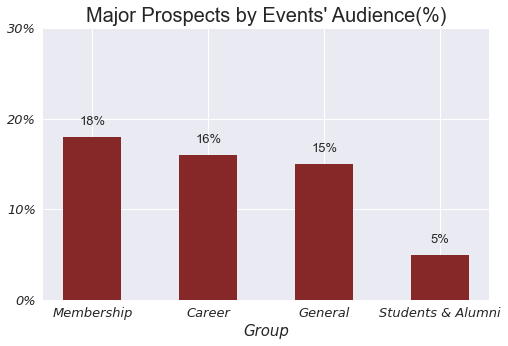 Major Prospects by Events' Audience(%)
30%
20%
10%
0%
18%
16%
15%
5%
Membership
Career
General
Students & Alumni
Group